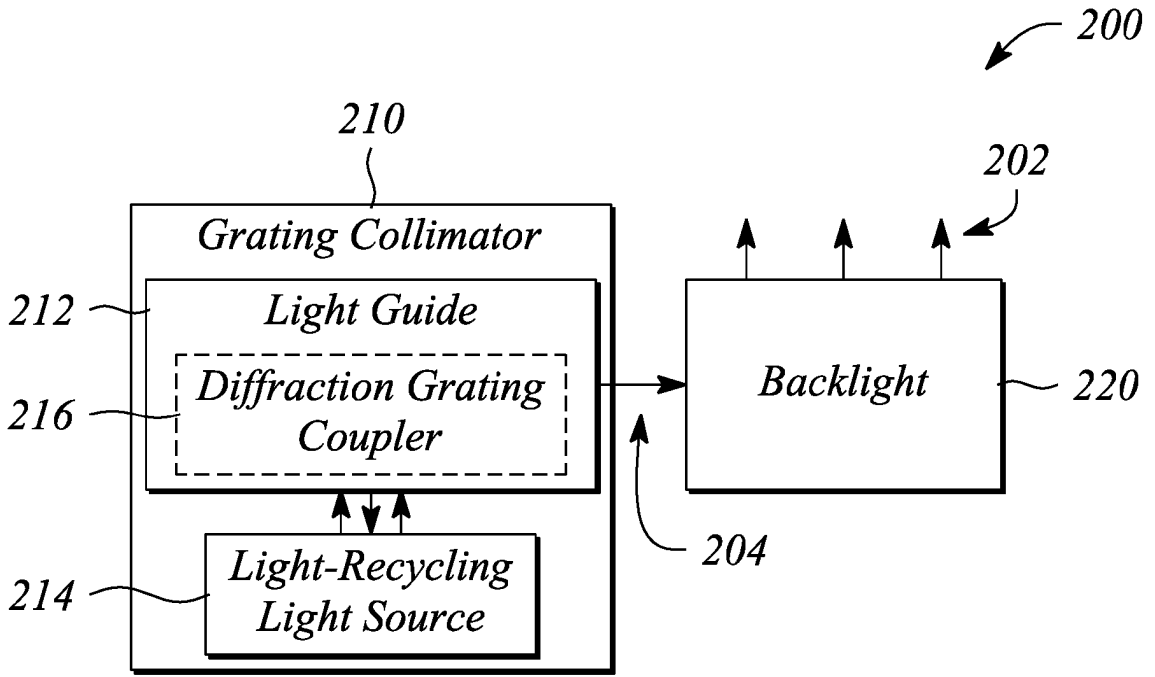 200
210
202
Grating Collimator
212
Light Guide
216
Diffraction Grating
Coupler
Backlight
220
204
214
Light-Recycling
Light Source